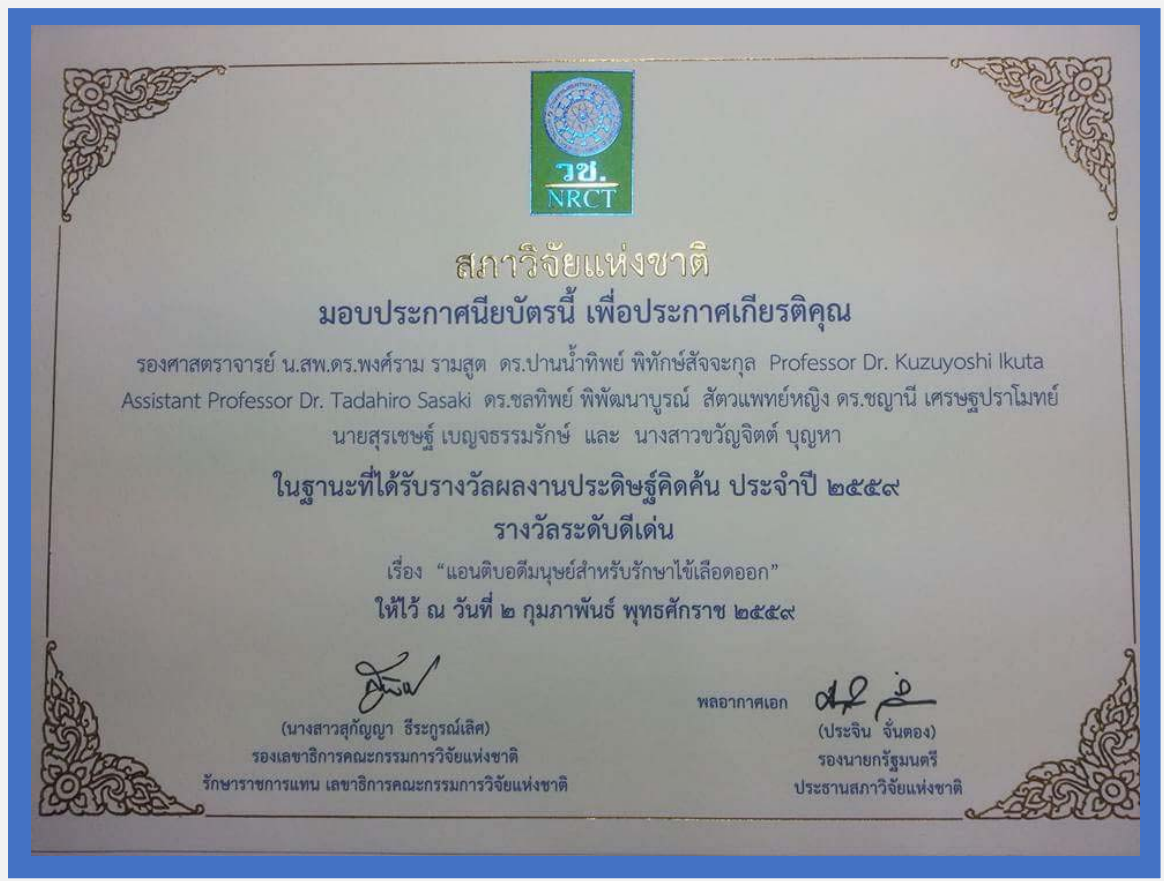 วช.
NRCT
สภาวิจัยแห่งชาติ
มอบประกาศนียบัตรนี้ เพื่อประกาศเกียรติคุณ
รองศาสตราจารย์ น.สพ.ดร.พงศ์ราม รามสูต ดร.ปานน้ำทิพย์ พิทักษ์สัจจะกุล Professor Dr. Kuzuyoshi Ikuta
Assistant Professor Dr. Tadahiro Sasaki ดร.ชลทิพย์ พิพัฒนาบูรณ์ สัตวแพทย์หญิง ดร.ชญานี เศรษฐปราโมทย์
นายสุรเชษฐ์ เบญจธรรมรักษ์ และ นางสาวขวัญจิตต์ บุญหา
ในฐานะที่ได้รับรางวัลผลงานประดิษฐ์คิดค้น ประจำปี ๒๕๕๙
รางวัลระดับดีเด่น
เรื่อง “แอนติบอดีมนุษย์สำหรับรักษาไข้เลือดออก”
ให้ไว้ ณ วันที่ ๒ กุมภาพันธ์ พุทธศักราช ๒๕๕๙
พลอากาศเอก
(นางสาวสุกัญญา ธีระกูรณ์เลิศ)
(ประจิน จั่นตอง)
รองเลขาธิการคณะกรรมการวิจัยแห่งชาติ
รองนายกรัฐมนตรี
รักษาราชการแทน เลขาธิการคณะกรรมการวิจัยแห่งชาติ
ประธานสภาวิจัยแห่งชาติ